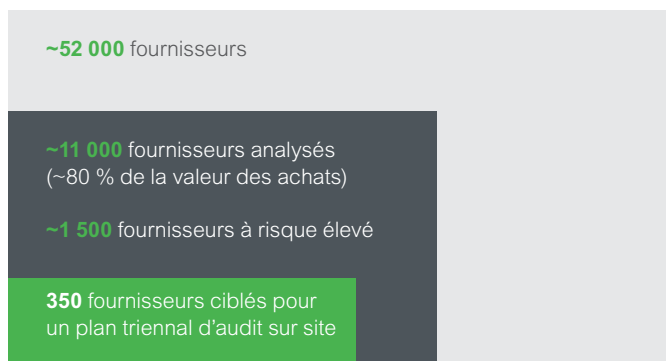 ~52 000 fournisseurs
~11 000 fournisseurs analysés
(~80 % de la valeur des achats)
~1 500 fournisseurs à risque élevé
350 fournisseurs ciblés pour
un plan triennal d'audit sur site